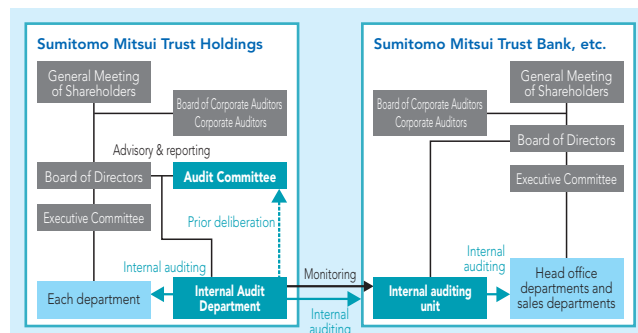 Sumitomo Mitsui Trust Holdings
General Meeting
of Shareholders
Board of Corporate Auditors
Corporate Auditors
Advisory & reporting
Board of Directors
Audit Committee
Executive Committee
Prior deliberation
Internal auditing
Each department
Internal Audit
Department
Monitoring
Internal
auditing
Sumitomo Mitsui Trust Bank, etc.
General Meeting
of Shareholders
Board of Corporate Auditors
Corporate Auditors
Board of Directors
Executive Committee
Internal
auditing
Internal auditing
unit
Head office
departments and
sales departments